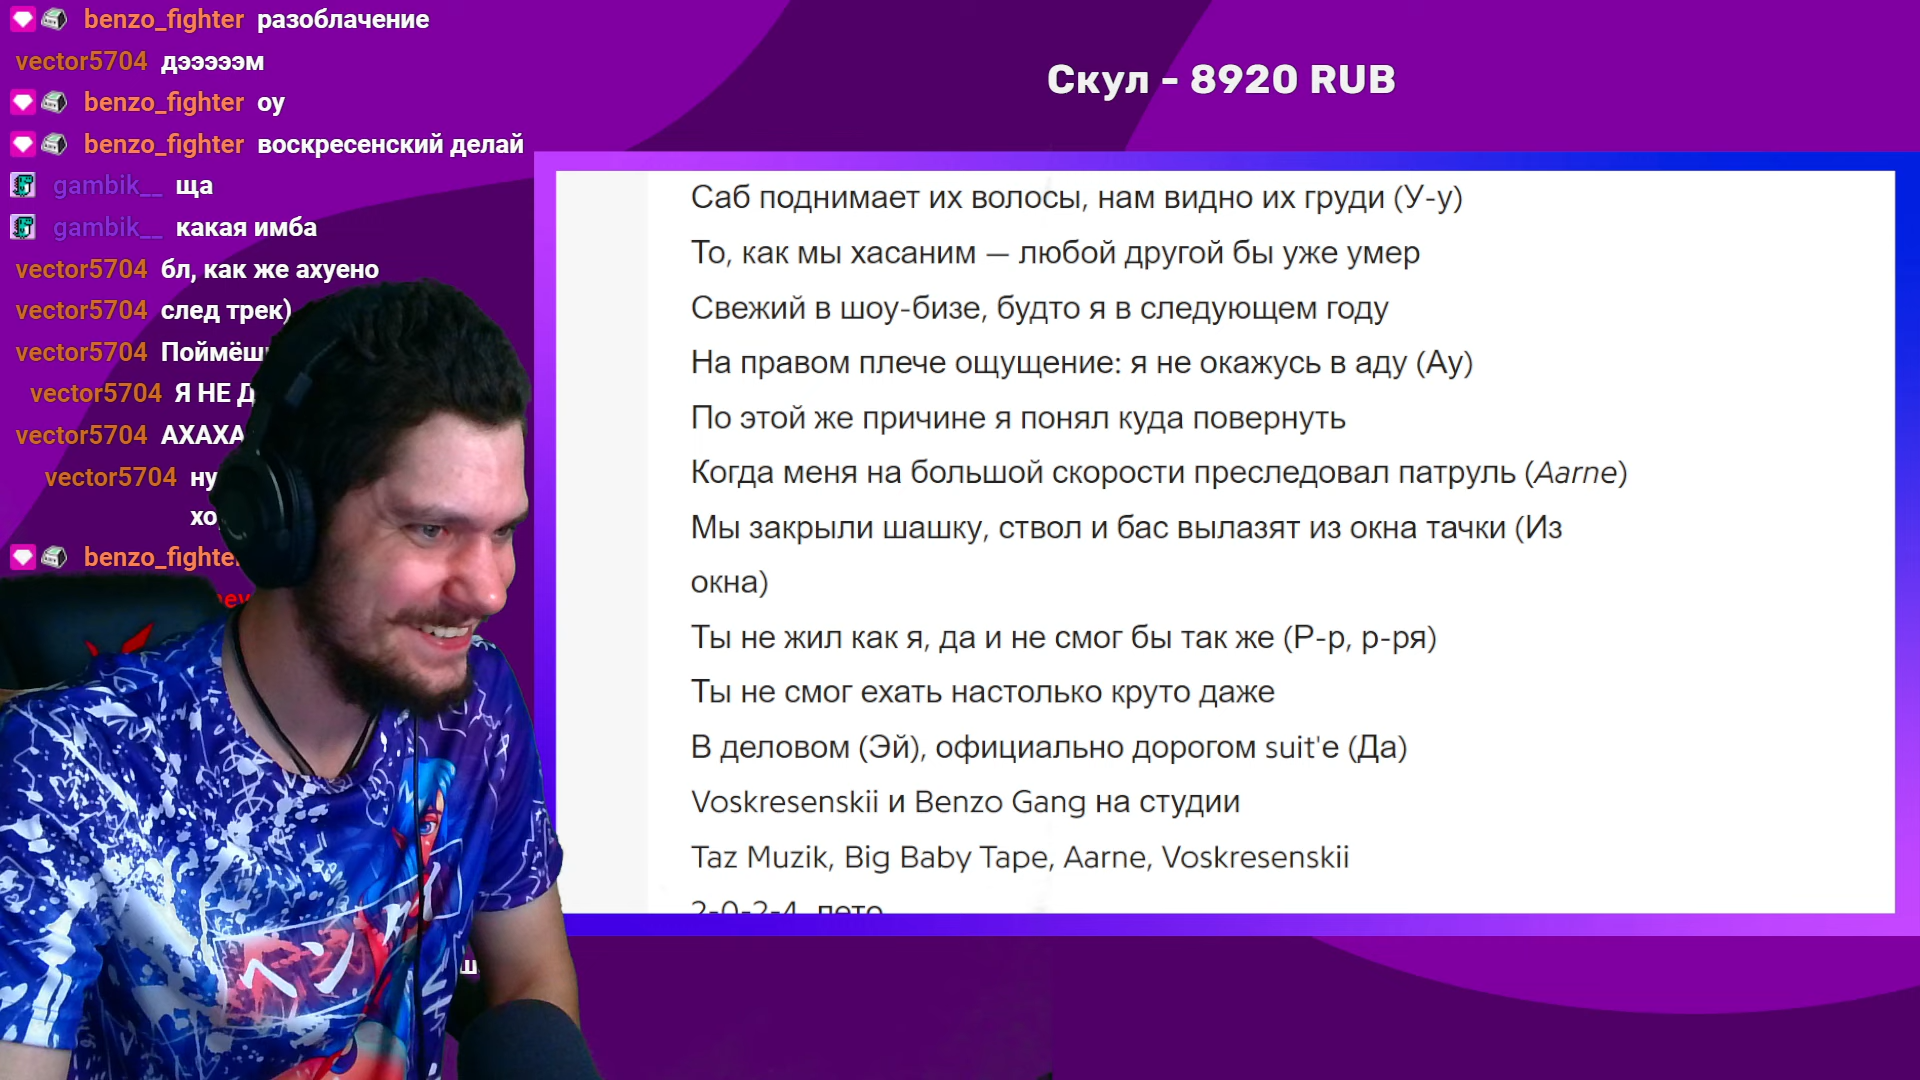 benzo_fighter разоблачение
vector5704 дэээээм
benzo_fighter оу
benzo_fighter воскресенский делай
gambik__ ща
gambik__ какая имба
vector5704 бл, как же ахуено
vector5704 след трек)
vector5704
vector5704 Я НЕ
vector5704
vector5704 ну
benzo_fighter
Скул - 8920 RUB
Саб поднимает их волосы, нам видно их груди (У-у)
То, как мы хасаним — любой другой бы уже умер
Свежий в шоу-бизе, будто я в следующем году
На правом плече ощущение: я не окажусь в аду (Ау)
По этой же причине я понял куда повернуть
Когда меня на большой скорости преследовал патруль (Aarne)
Мы закрыли шашку, ствол и бас вылазят из окна тачки (Из
окна)
Ты не жил как я, да и не смог бы так же (Р-р, р-ря)
Ты не смог ехать настолько круто даже
В деловом (Эй), официально дорогом suit'е (Да)
Voskresenskii и Benzo Gang на студии
Taz Muzik, Big Baby Tape, Aarne, Voskresenskii
2-0-2-4, лето